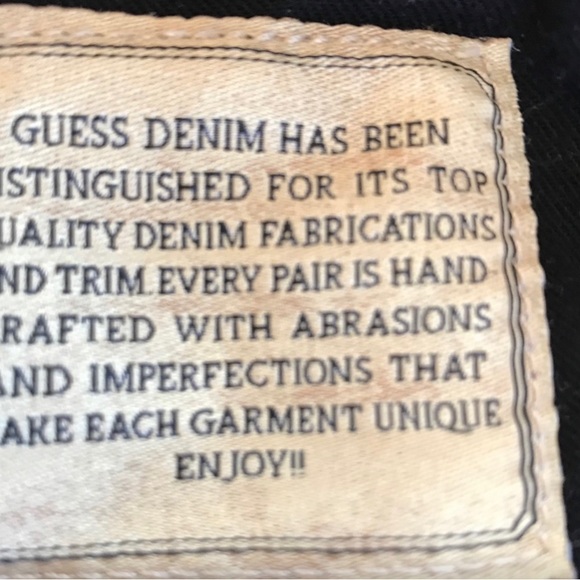 GUESS DENIM HAS BEEN
ISTINGUISHED FOR ITS TOP
UALITY DENIM FABRICATIONS
ND TRIM. EVERY PAIR IS HAND-
RAFTED WITH ABRASIONS
AND IMPERFECTIONS THAT
AKE EACH GARMENT UNIQUE
ENJOY!!